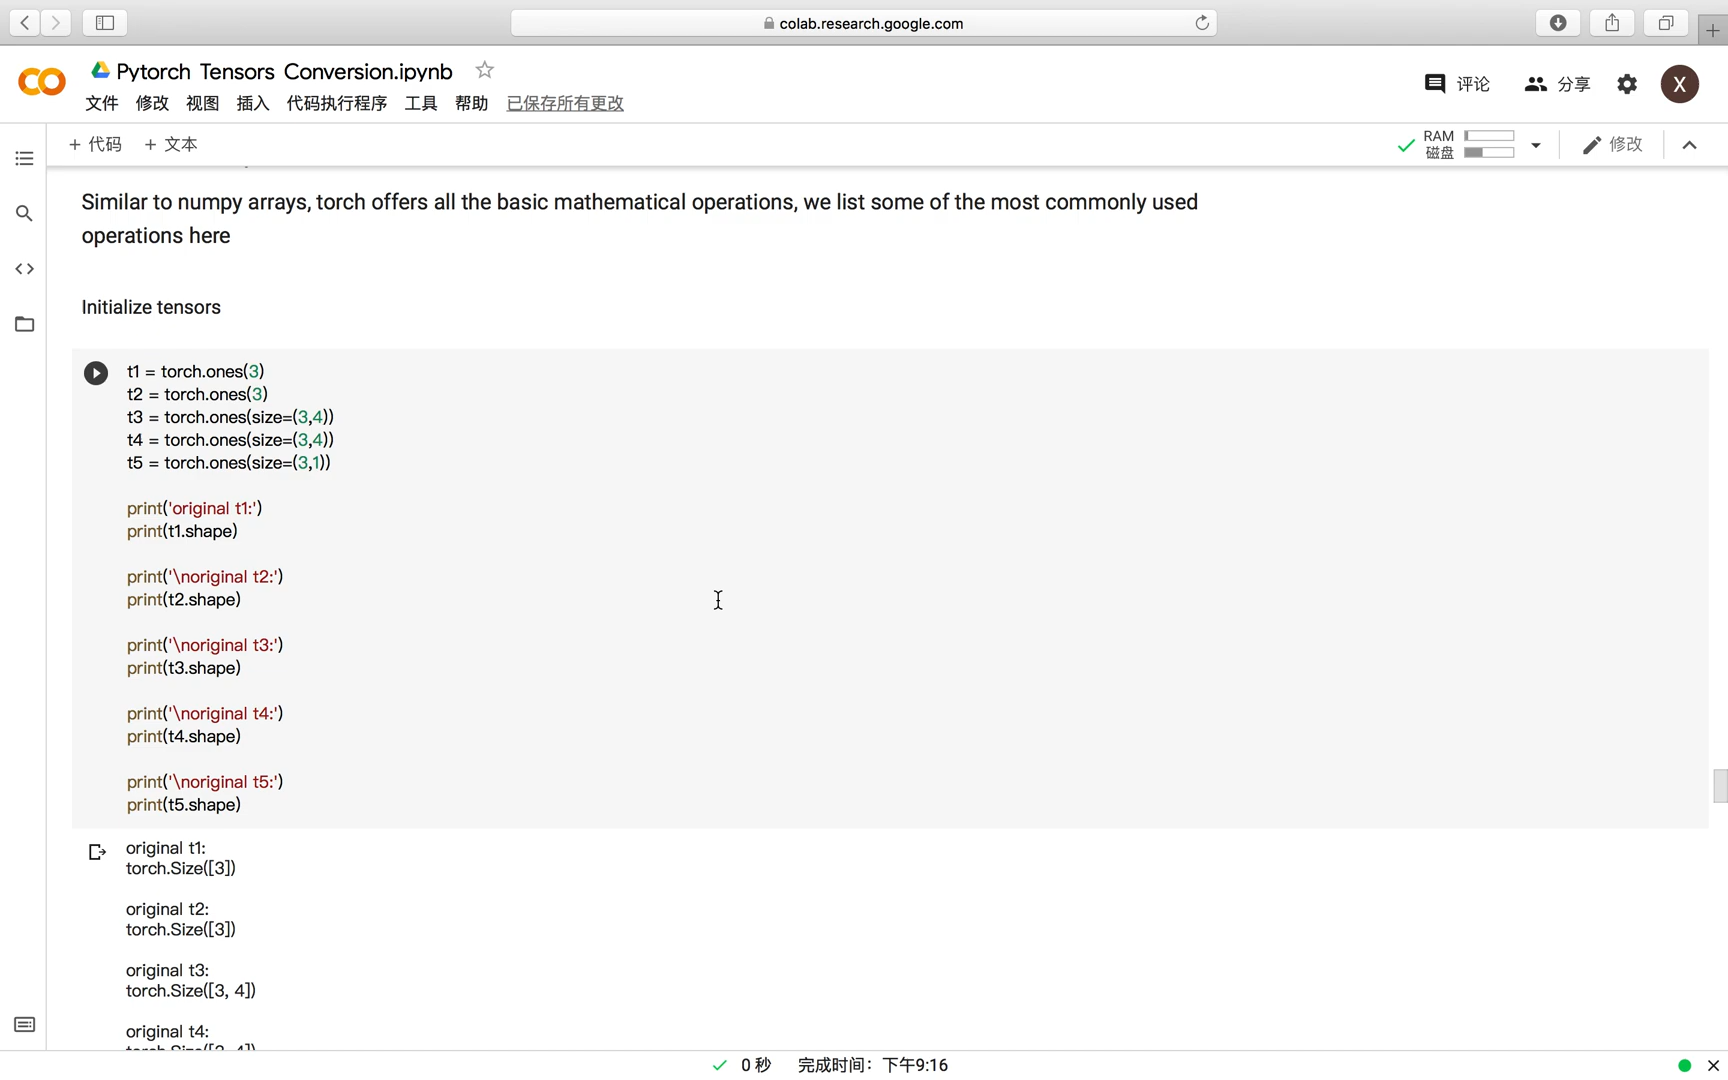 colab.research.google.com
Pytorch Tensors Conversion.ipynb
文件 修改 视图 插入 代码执行程序 工具 帮助 已保存所有更改
评论 分享 X
+ 代码 + 文本
RAM
磁盘
修改
Similar to numpy arrays, torch offers all the basic mathematical operations, we list some of the most commonly used
operations here
Initialize tensors
t1 = torch.ones(3)
t2 = torch.ones(3)
t3 = torch.ones(size=(3,4))
t4 = torch.ones(size=(3,4))
t5 = torch.ones(size=(3,1))
print('original t1:')
print(t1.shape)
print('\noriginal t2:')
print(t2.shape)
print('\noriginal t3:')
print(t3.shape)
print('\noriginal t4:')
print(t4.shape)
print('\noriginal t5:')
print(t5.shape)
original t1:
torch.Size([3])
original t2:
torch.Size([3])
original t3:
torch.Size([3, 4])
original t4:
torch.Size([3, 4])
0 秒 完成时间：下午9:16